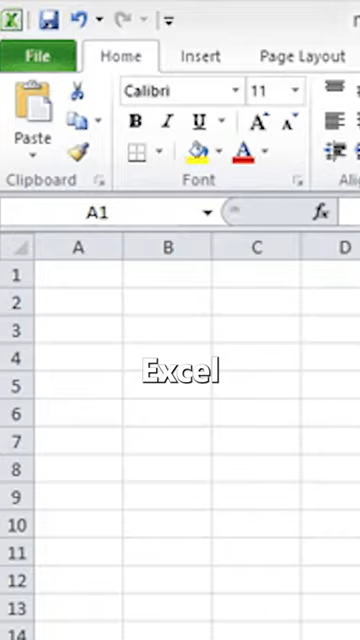 File Home Insert Page Layout
Calibri 11
Paste
B I U A A
A
Clipboard Font
A1 fx
A B C D
1
2
3
4
Excel
5
6
7
8
9
10
11
12
13
14